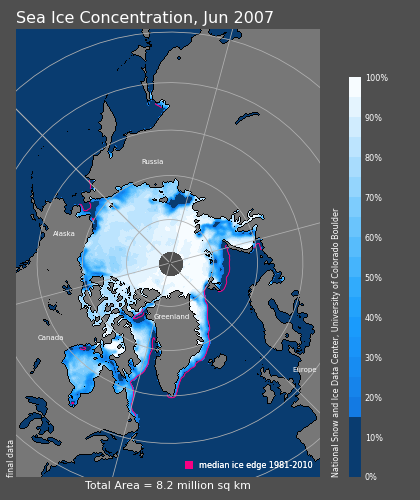 Sea Ice Concentration, Jun 2007
100%
90%
80%
70%
60%
50%
40%
30%
20%
10%
0%
National Snow and Ice Data Center, University of Colorado Boulder
Russia
Alaska
Greenland
Canada
Europe
final data
median ice edge 1981-2010
Total Area = 8.2 million sq km